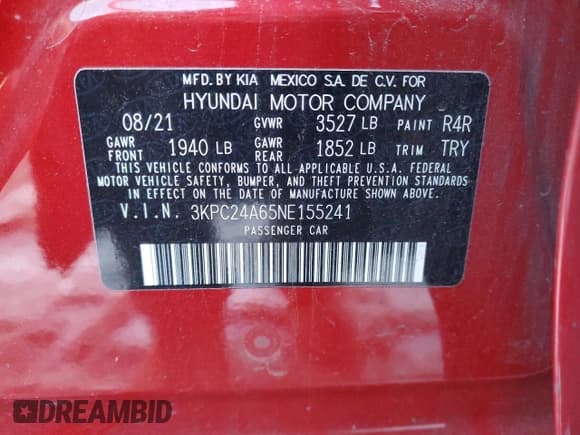 MFD. BY KIA MEXICO S.A. DE C.V. FOR
HYUNDAI MOTOR COMPANY
08/21 GVWR 3527 LB PAINT R4R
GAWR FRONT 1940 LB GAWR REAR 1852 LB TRIM TRY
THIS VEHICLE CONFORMS TO ALL APPLICABLE U.S.A. FEDERAL
MOTOR VEHICLE SAFETY, BUMPER, AND THEFT PREVENTION STANDARDS
IN EFFECT ON THE DATE OF MANUFACTURE SHOWN ABOVE.
V.I.N. 3KPC24A65NE155241
PASSENGER CAR
DREAMBID